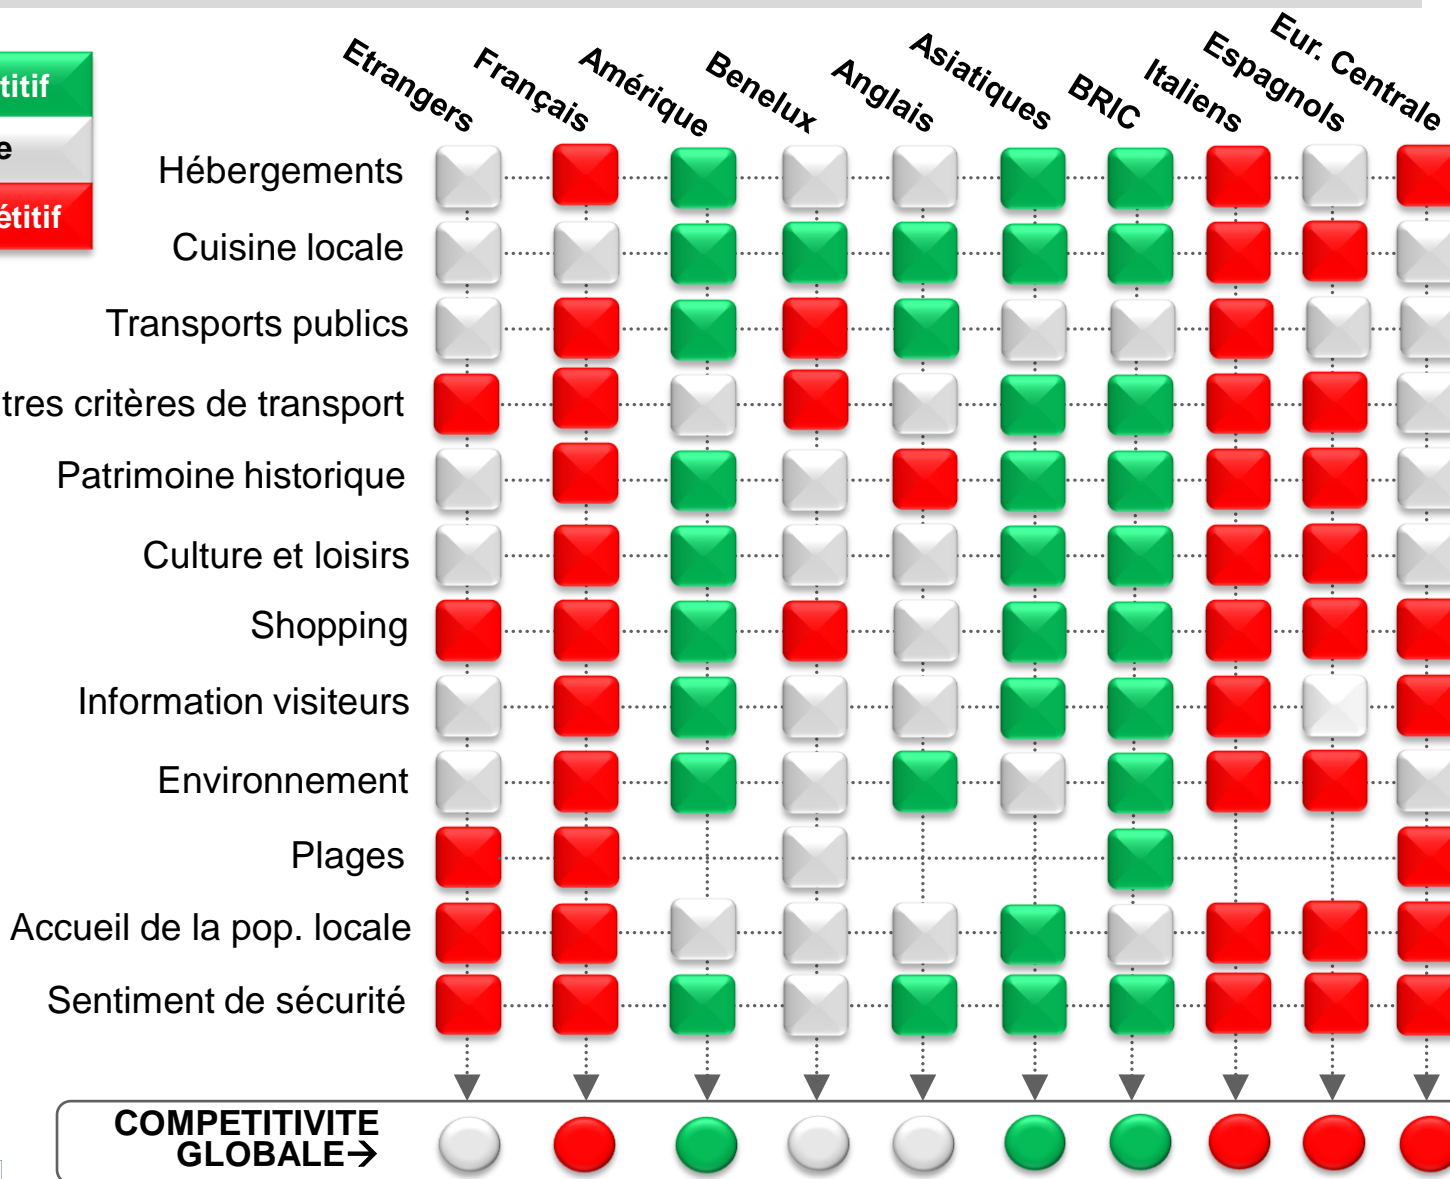 Etrangers Français Amérique Benelux Anglais Asiatiques BRIC Italiens Espagnols Eur. Centrale
titif
e
étitif
Hébergements
Cuisine locale
Transports publics
tres critères de transport
Patrimoine historique
Culture et loisirs
Shopping
Information visiteurs
Environnement
Plages
Accueil de la pop. locale
Sentiment de sécurité
COMPETITIVITE
GLOBALE→